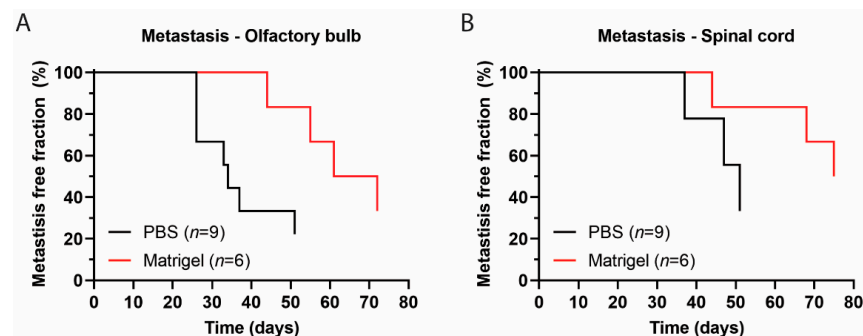 A
Metastasis - Olfactory bulb
Metastasis free fraction (%)
100
80
60
40
20
0
PBS (n=9)
Matrigel (n=6)
0 10 20 30 40 50 60 70 80
Time (days)
B
Metastasis - Spinal cord
Metastasis free fraction (%)
100
80
60
40
20
0
PBS (n=9)
Matrigel (n=6)
0 10 20 30 40 50 60 70 80
Time (days)